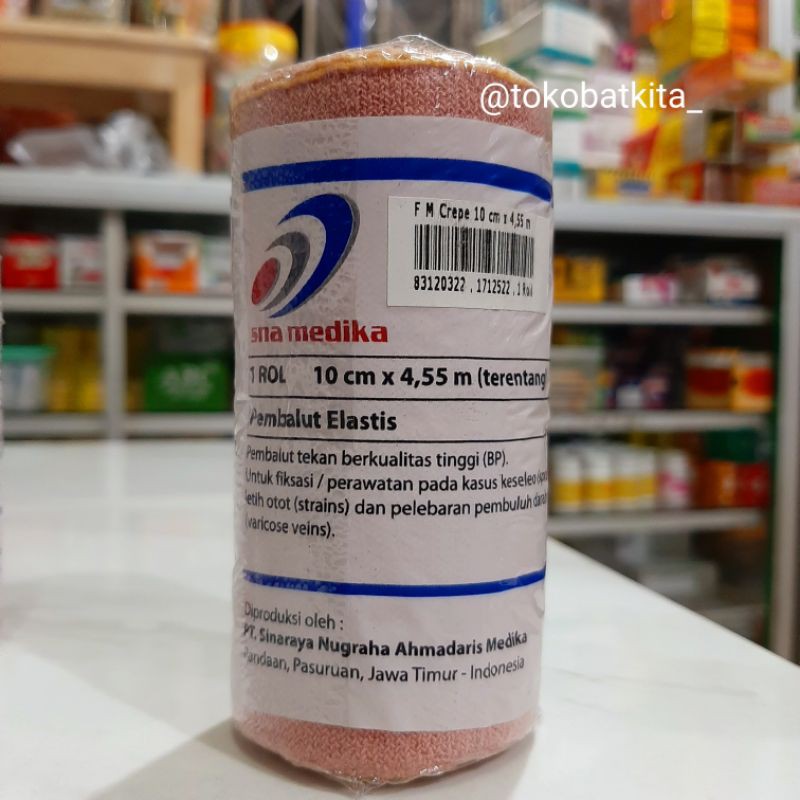 @tokobatkita_
F M Crepe 10 cm x 4,55 m
83120322 . 1712522 . 1 Rol
sna medika
1 ROL 10 cm x 4,55 m (terentang)
Pembalut Elastis
Pembalut tekan berkualitas tinggi (BP).
Untuk fiksasi / perawatan pada kasus keseleo
letih otot (strains) dan pelebaran pembuluh darah
(varicose veins).
Diproduksi oleh :
PT. Sinaraya Nugraha Ahmadaris Medika
Pandaan, Pasuruan, Jawa Timur - Indonesia
ABC